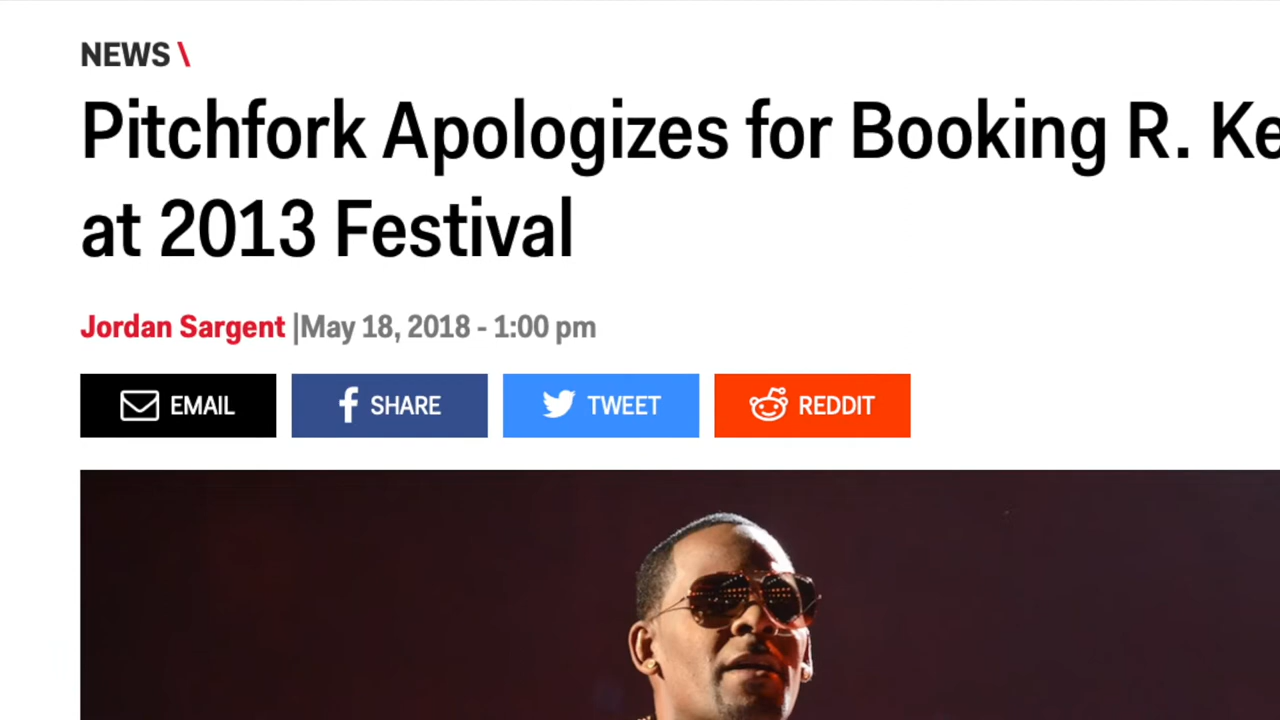 NEWS \
Pitchfork Apologizes for Booking R. Ke
at 2013 Festival
Jordan Sargent |May 18, 2018 - 1:00 pm
EMAIL
SHARE
TWEET
REDDIT